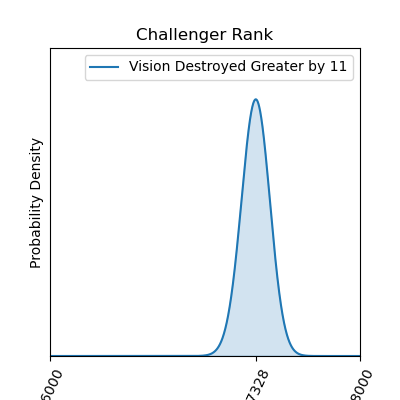 Challenger Rank
Vision Destroyed Greater by 11
Probability Density
6000
7328
8000